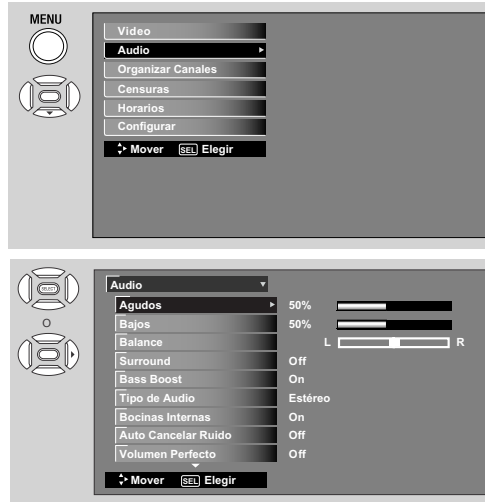 MENU
Video
Audio
Organizar Canales
Censuras
Horarios
Configurar
Mover SEL Elegir
SELECT
O
Audio
Agudos 50%
Bajos 50%
Balance L R
Surround Off
Bass Boost On
Tipo de Audio Estéreo
Bocinas Internas On
Auto Cancelar Ruido Off
Volumen Perfecto Off
Mover SEL Elegir